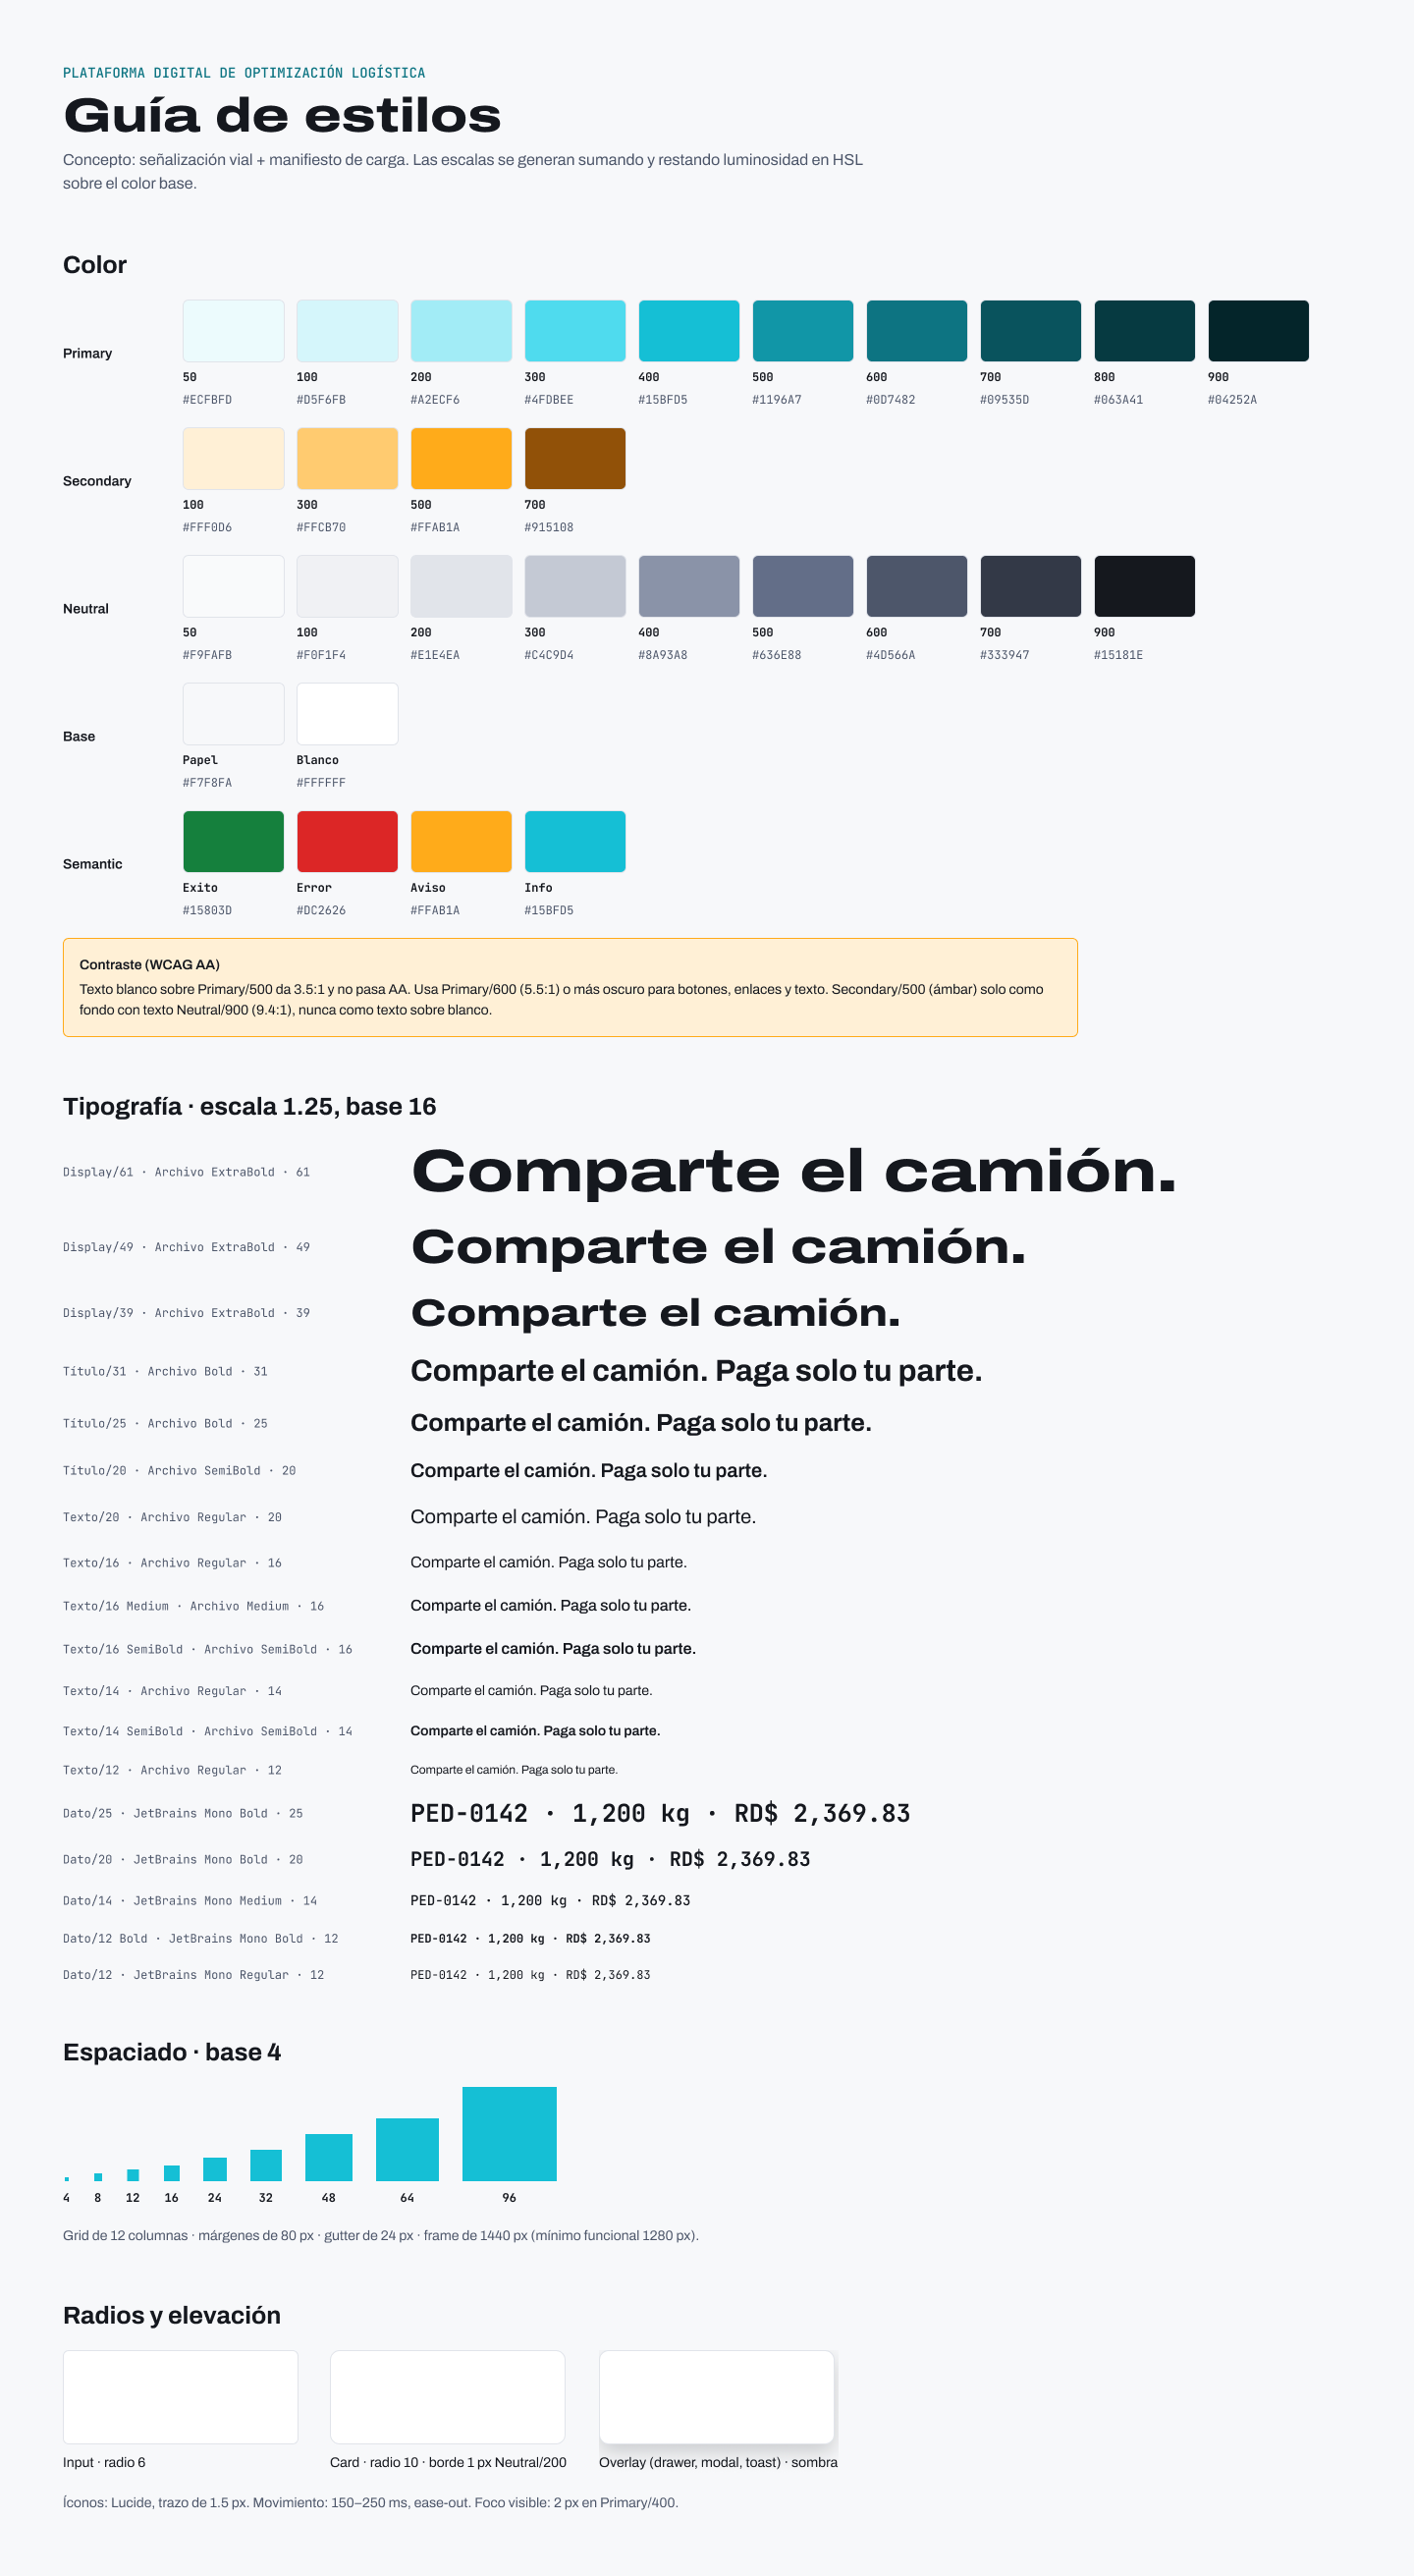 PLATAFORMA DIGITAL DE OPTIMIZACIÓN LOGÍSTICA
Guía de estilos
Concepto: señalización vial + manifiesto de carga. Las escalas se generan sumando y restando luminosidad en HSL
sobre el color base.
Color
Primary
50 100 200 300 400 500 600 700 800 900
#ECFBFD #D5F6FB #A2ECF6 #4FDBEE #15BFD5 #1196A7 #0D7482 #09535D #063A41 #04252A
Secondary
100 300 500 700
#FFF0D6 #FFCB70 #FFAB1A #915108
Neutral
50 100 200 300 400 500 600 700 900
#F9FAFB #F0F1F4 #E1E4EA #C4C9D4 #8A93A8 #636E88 #4D566A #333947 #15181E
Base
Papel Blanco
#F7F8FA #FFFFFF
Semantic
Exito Error Aviso Info
#15803D #DC2626 #FFAB1A #15BFD5
Contraste (WCAG AA)
Texto blanco sobre Primary/500 da 3.5:1 y no pasa AA. Usa Primary/600 (5.5:1) o más oscuro para botones, enlaces y texto. Secondary/500 (ámbar) solo como
fondo con texto Neutral/900 (9.4:1), nunca como texto sobre blanco.
Tipografía · escala 1.25, base 16
Display/61 · Archivo ExtraBold · 61 Comparte el camión.
Display/49 · Archivo ExtraBold · 49 Comparte el camión.
Display/39 · Archivo ExtraBold · 39 Comparte el camión.
Título/31 · Archivo Bold · 31 Comparte el camión. Paga solo tu parte.
Título/25 · Archivo Bold · 25 Comparte el camión. Paga solo tu parte.
Título/20 · Archivo SemiBold · 20 Comparte el camión. Paga solo tu parte.
Texto/20 · Archivo Regular · 20 Comparte el camión. Paga solo tu parte.
Texto/16 · Archivo Regular · 16 Comparte el camión. Paga solo tu parte.
Texto/16 Medium · Archivo Medium · 16 Comparte el camión. Paga solo tu parte.
Texto/16 SemiBold · Archivo SemiBold · 16 Comparte el camión. Paga solo tu parte.
Texto/14 · Archivo Regular · 14 Comparte el camión. Paga solo tu parte.
Texto/14 SemiBold · Archivo SemiBold · 14 Comparte el camión. Paga solo tu parte.
Texto/12 · Archivo Regular · 12 Comparte el camión. Paga solo tu parte.
Dato/25 · JetBrains Mono Bold · 25 PED-0142 · 1,200 kg · RD$ 2,369.83
Dato/20 · JetBrains Mono Bold · 20 PED-0142 · 1,200 kg · RD$ 2,369.83
Dato/14 · JetBrains Mono Medium · 14 PED-0142 · 1,200 kg · RD$ 2,369.83
Dato/12 Bold · JetBrains Mono Bold · 12 PED-0142 · 1,200 kg · RD$ 2,369.83
Dato/12 · JetBrains Mono Regular · 12 PED-0142 · 1,200 kg · RD$ 2,369.83
Espaciado · base 4
4 8 12 16 24 32 48 64 96
Grid de 12 columnas · márgenes de 80 px · gutter de 24 px · frame de 1440 px (mínimo funcional 1280 px).
Radios y elevación
Input · radio 6 Card · radio 10 · borde 1 px Neutral/200 Overlay (drawer, modal, toast) · sombra
Íconos: Lucide, trazo de 1.5 px. Movimiento: 150–250 ms, ease-out. Foco visible: 2 px en Primary/400.